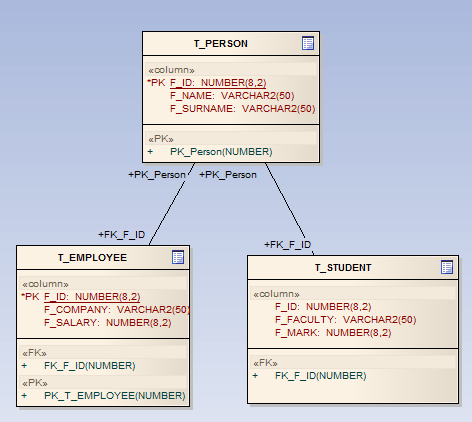 T_PERSON
«column»
*PK F_ID: NUMBER(8,2)
F_NAME: VARCHAR2(50)
F_SURNAME: VARCHAR2(50)
«PK»
+ PK_Person(NUMBER)
+PK_Person +PK_Person
+FK_F_ID
+FK_F_ID
T_EMPLOYEE
«column»
*PK F_ID: NUMBER(8,2)
F_COMPANY: VARCHAR2(50)
F_SALARY: NUMBER(8,2)
«FK»
+ FK_F_ID(NUMBER)
«PK»
+ PK_T_EMPLOYEE(NUMBER)
T_STUDENT
«column»
F_ID: NUMBER(8,2)
F_FACULTY: VARCHAR2(50)
F_MARK: NUMBER(8,2)
«FK»
+ FK_F_ID(NUMBER)